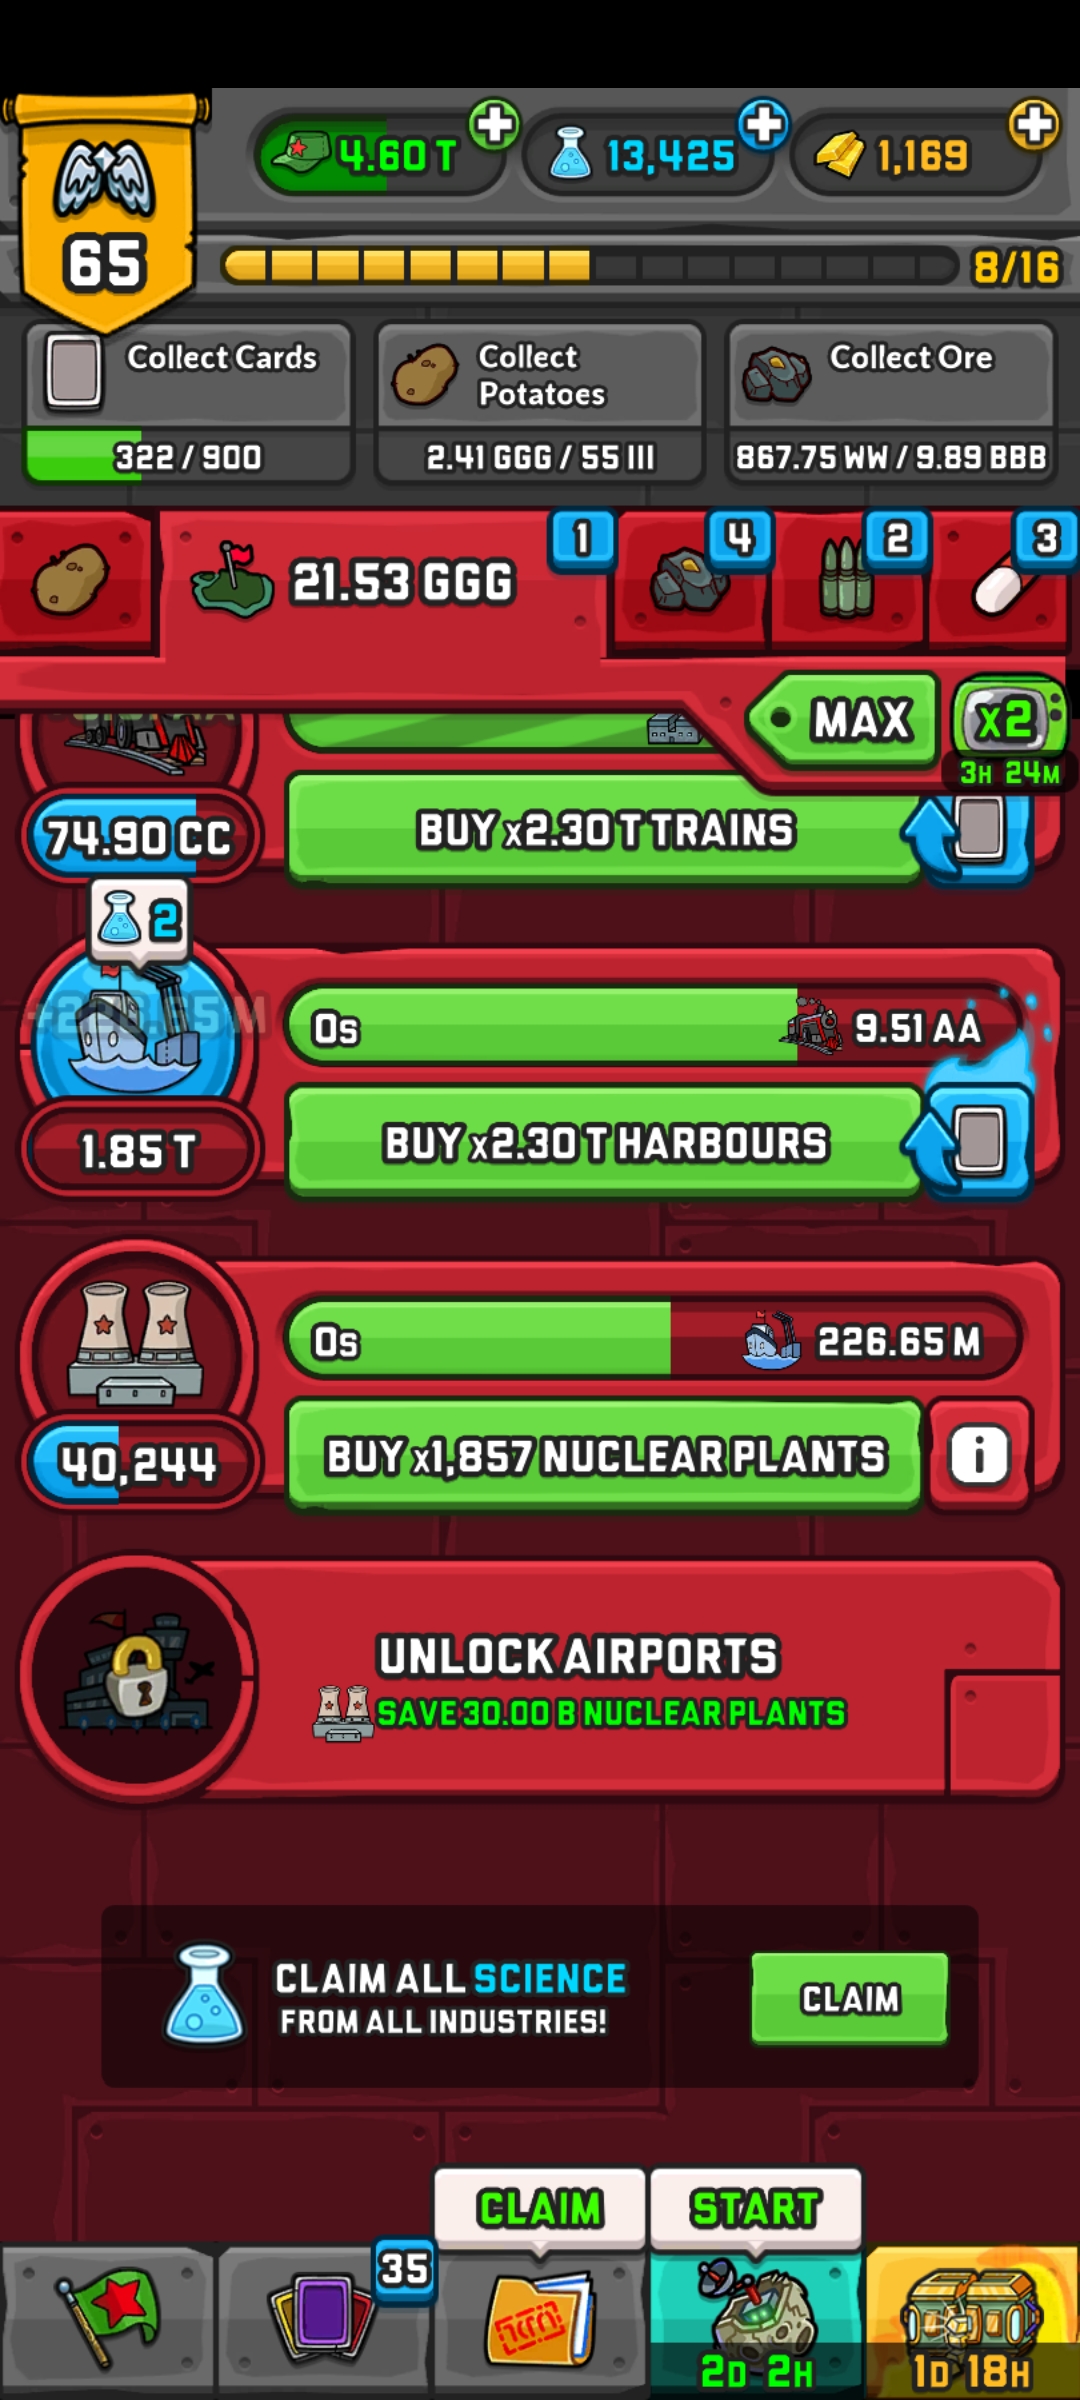 4.60 T
13,425
1,169
65
8/16
Collect Cards
322 / 900
Collect
Potatoes
2.41 GGG / 55 III
Collect Ore
867.75 WW / 9.89 BBB
21.53 GGG
1
4
2
3
MAX
x2
3H 24M
74.90 CC
BUY x2.30 T TRAINS
2
+226.65 M
0s
9.51 AA
1.85 T
BUY x2.30 T HARBOURS
0s
226.65 M
40,244
BUY x1,857 NUCLEAR PLANTS
i
UNLOCK AIRPORTS
SAVE 30.00 B NUCLEAR PLANTS
CLAIM ALL SCIENCE
FROM ALL INDUSTRIES!
CLAIM
CLAIM
START
35
2D 2H
1D 18H